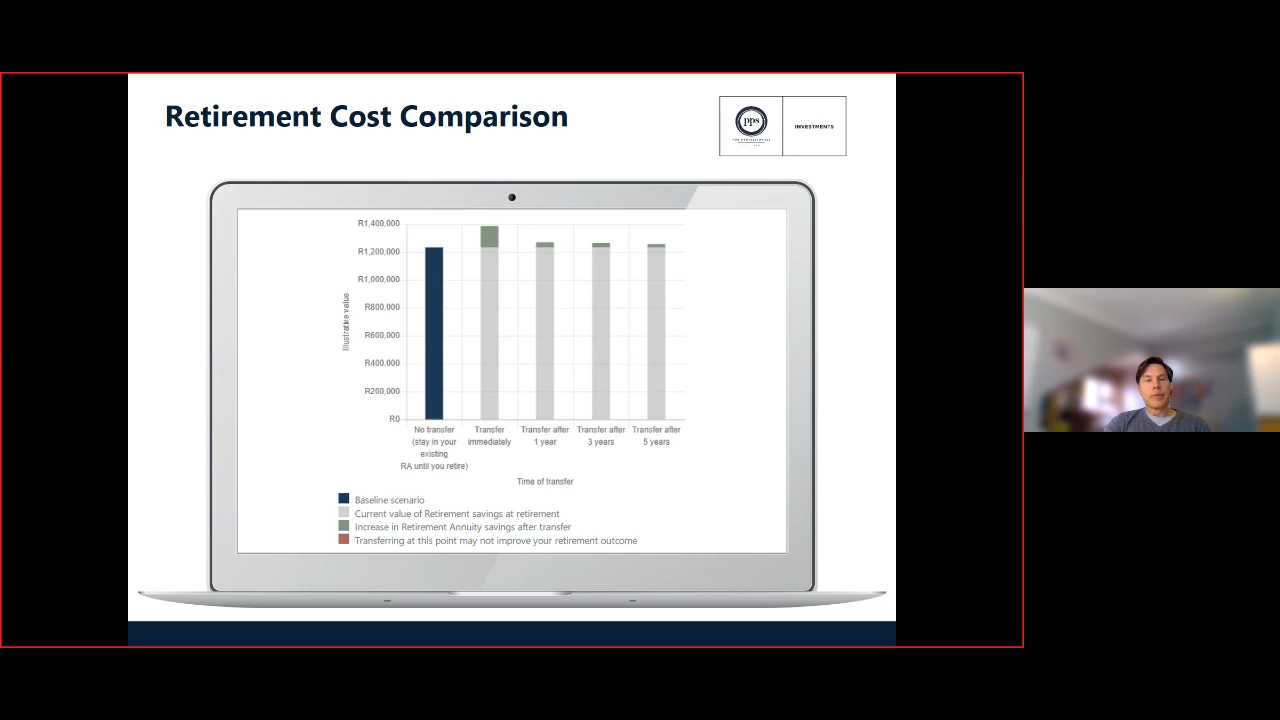 Retirement Cost Comparison
pps
INVESTMENTS
R1,400,000
R1,200,000
R1,000,000
R800,000
R600,000
R400,000
R200,000
R0
Illustrative value
No transfer
(stay in your
existing
RA until you retire)
Transfer
immediately
Transfer after
1 year
Transfer after
3 years
Transfer after
5 years
Time of transfer
Baseline scenario
Current value of Retirement savings at retirement
Increase in Retirement Annuity savings after transfer
Transferring at this point may not improve your retirement outcome